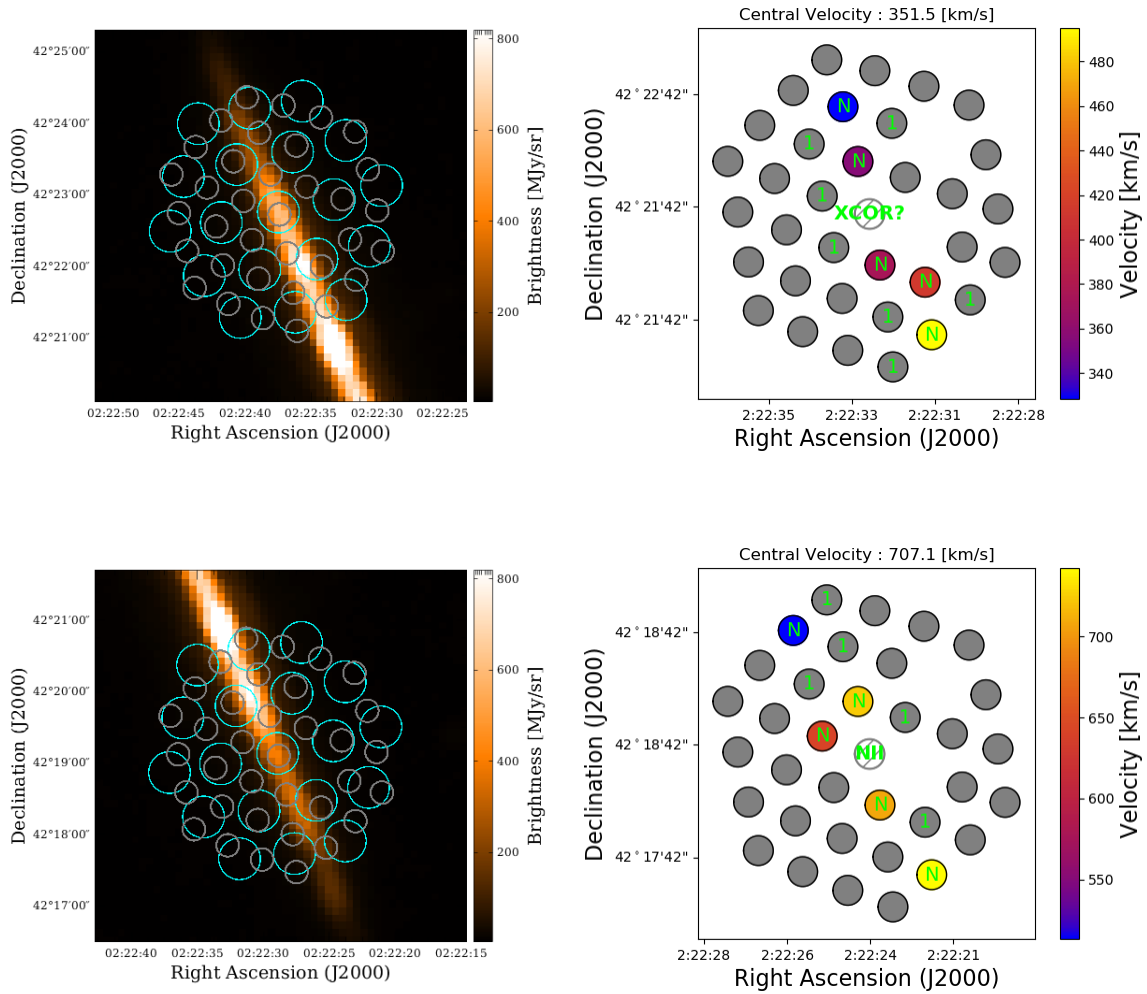 Central Velocity : 351.5 [km/s]
42°25′00″
42°24′00″
42°23′00″
42°22′00″
42°21′00″
Declination (J2000)
02:22:50 02:22:45 02:22:40 02:22:35 02:22:30 02:22:25
Right Ascension (J2000)
800
600
400
200
Brightness [MJy/sr]
42°22'42"
42°21'42"
42°21'42"
Declination (J2000)
N
1
1
N
1
XCOR?
1
N
N
1
1
N
1
2:22:35 2:22:33 2:22:31 2:22:28
Right Ascension (J2000)
480
460
440
420
400
380
360
340
Velocity [km/s]
Central Velocity : 707.1 [km/s]
42°21′00″
42°20′00″
42°19′00″
42°18′00″
42°17′00″
Declination (J2000)
02:22:40 02:22:35 02:22:30 02:22:25 02:22:20
Right Ascension (J2000)
800
600
400
200
Brightness [MJy/sr]
42°18'42"
42°18'42"
42°17'42"
Declination (J2000)
1
N
1
1
N
1
N
N
1
N
2:22:28 2:22:26 2:22:24 2:22:21
Right Ascension (J2000)
700
650
600
550
Velocity [km/s]